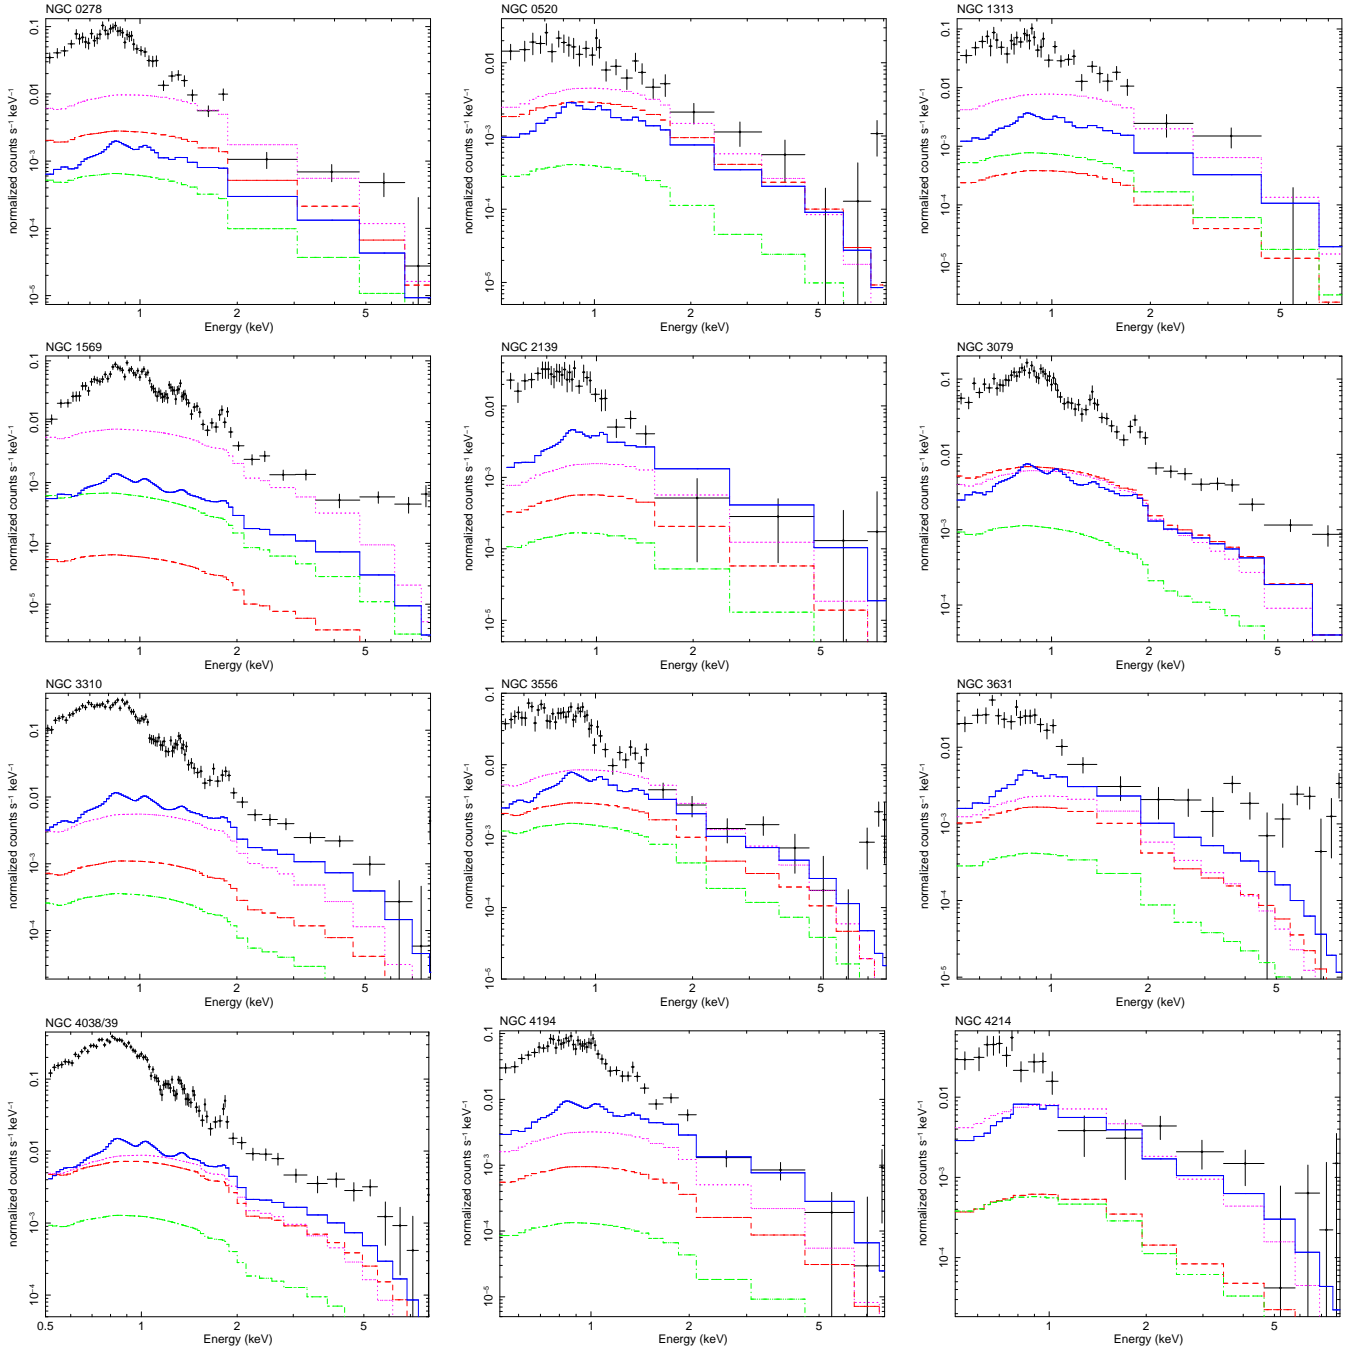 NGC 0278
NGC 0520
NGC 1313
normalized counts s⁻¹ keV⁻¹
0.1
0.01
10⁻³
10⁻⁴
10⁻⁵
1
2
5
Energy (keV)
normalized counts s⁻¹ keV⁻¹
0.01
10⁻³
10⁻⁴
10⁻⁵
1
2
5
Energy (keV)
normalized counts s⁻¹ keV⁻¹
0.1
0.01
10⁻³
10⁻⁴
10⁻⁵
1
2
5
Energy (keV)
NGC 1569
NGC 2139
NGC 3079
normalized counts s⁻¹ keV⁻¹
0.1
0.01
10⁻³
10⁻⁴
10⁻⁵
1
2
5
Energy (keV)
normalized counts s⁻¹ keV⁻¹
0.01
10⁻³
10⁻⁴
10⁻⁵
1
2
5
Energy (keV)
normalized counts s⁻¹ keV⁻¹
0.1
0.01
10⁻³
10⁻⁴
1
2
5
Energy (keV)
NGC 3310
NGC 3556
NGC 3631
normalized counts s⁻¹ keV⁻¹
0.1
0.01
10⁻³
10⁻⁴
1
2
5
Energy (keV)
normalized counts s⁻¹ keV⁻¹
0.1
0.01
10⁻³
10⁻⁴
10⁻⁵
1
2
5
Energy (keV)
normalized counts s⁻¹ keV⁻¹
0.01
10⁻³
10⁻⁴
10⁻⁵
1
2
5
Energy (keV)
NGC 4038/39
NGC 4194
NGC 4214
normalized counts s⁻¹ keV⁻¹
0.1
0.01
10⁻³
10⁻⁴
0.5
1
2
5
Energy (keV)
normalized counts s⁻¹ keV⁻¹
0.1
0.01
10⁻³
10⁻⁴
10⁻⁵
1
2
5
Energy (keV)
normalized counts s⁻¹ keV⁻¹
0.01
10⁻³
10⁻⁴
1
2
5
Energy (keV)